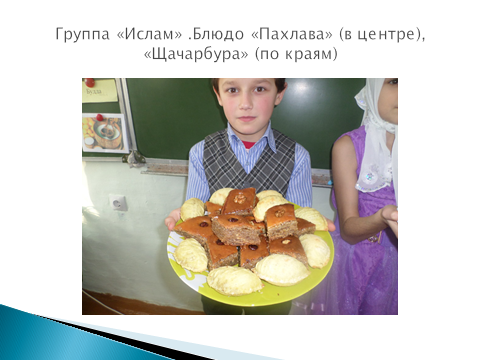 Группа «Ислам» .Блюдо «Пахлава» (в центре),
«Щачарбура» (по краям)